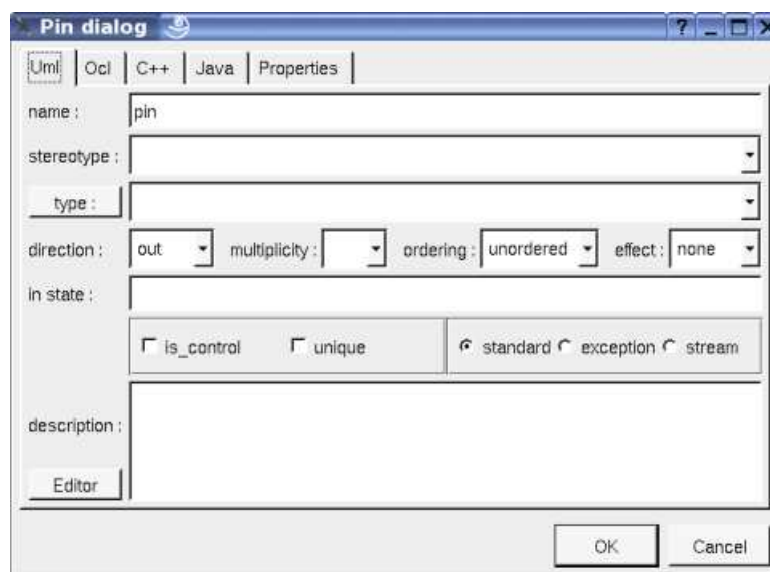 Pin dialog ?
Uml Ocl C++ Java Properties
name : pin
stereotype :
type :
direction : out multiplicity : ordering : unordered effect : none
in state :
is_control unique standard exception stream
description :
Editor
OK Cancel